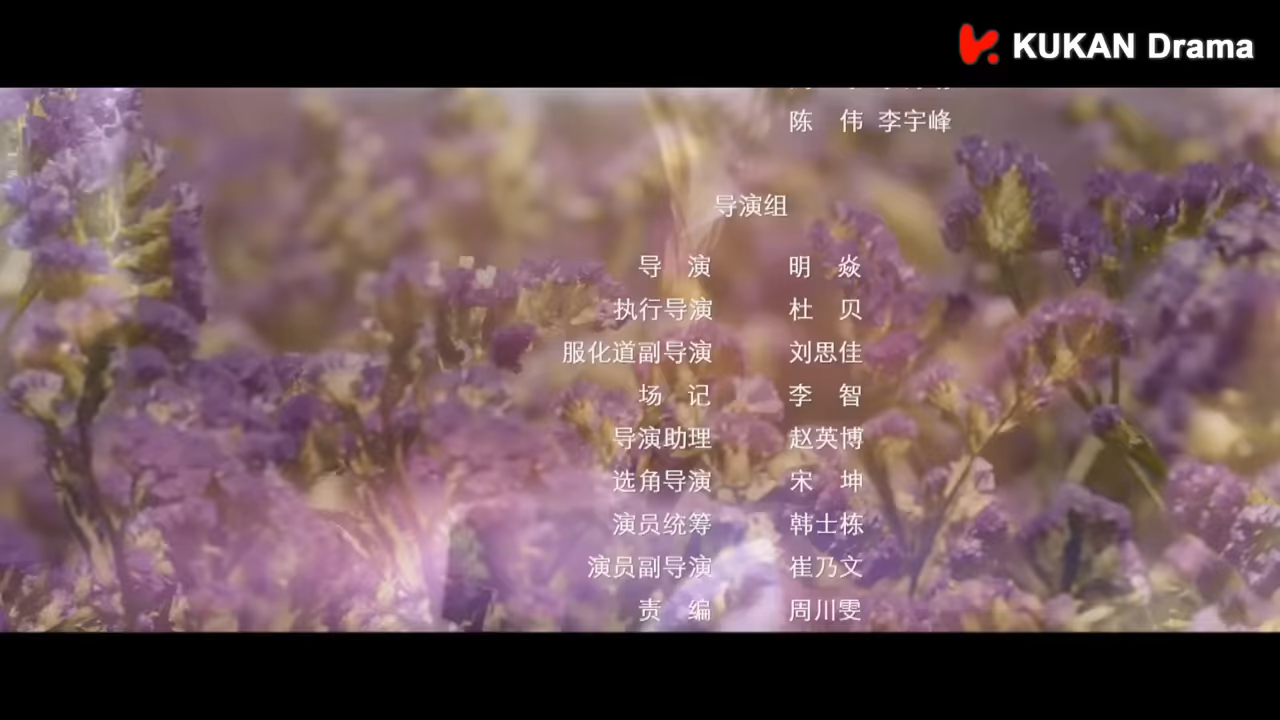 KUKAN Drama
陈 伟 李宇峰
导演组
导 演 明 焱
执行导演 杜 贝
服化道副导演 刘思佳
场 记 李 智
导演助理 赵英博
选角导演 宋 坤
演员统筹 韩士栋
演员副导演 崔乃文
责 编 周川雯